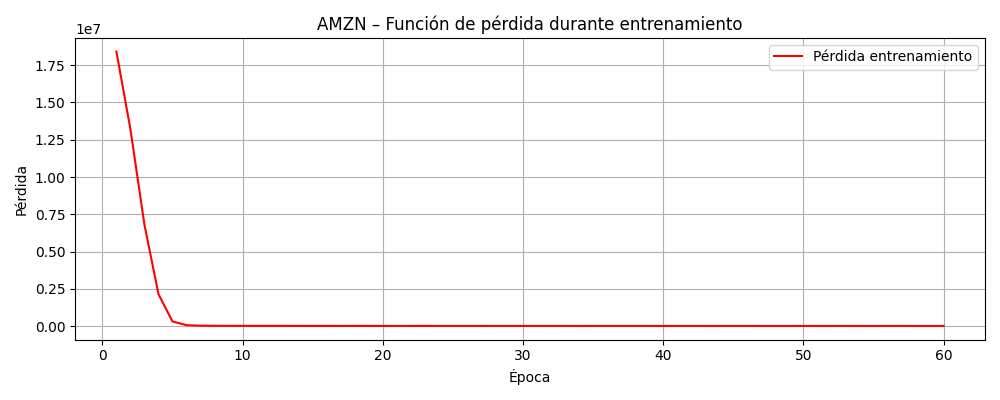 AMZN – Función de pérdida durante entrenamiento
1e7
Pérdida entrenamiento
1.75
1.50
1.25
1.00
0.75
0.50
0.25
0.00
Pérdida
0 10 20 30 40 50 60
Época